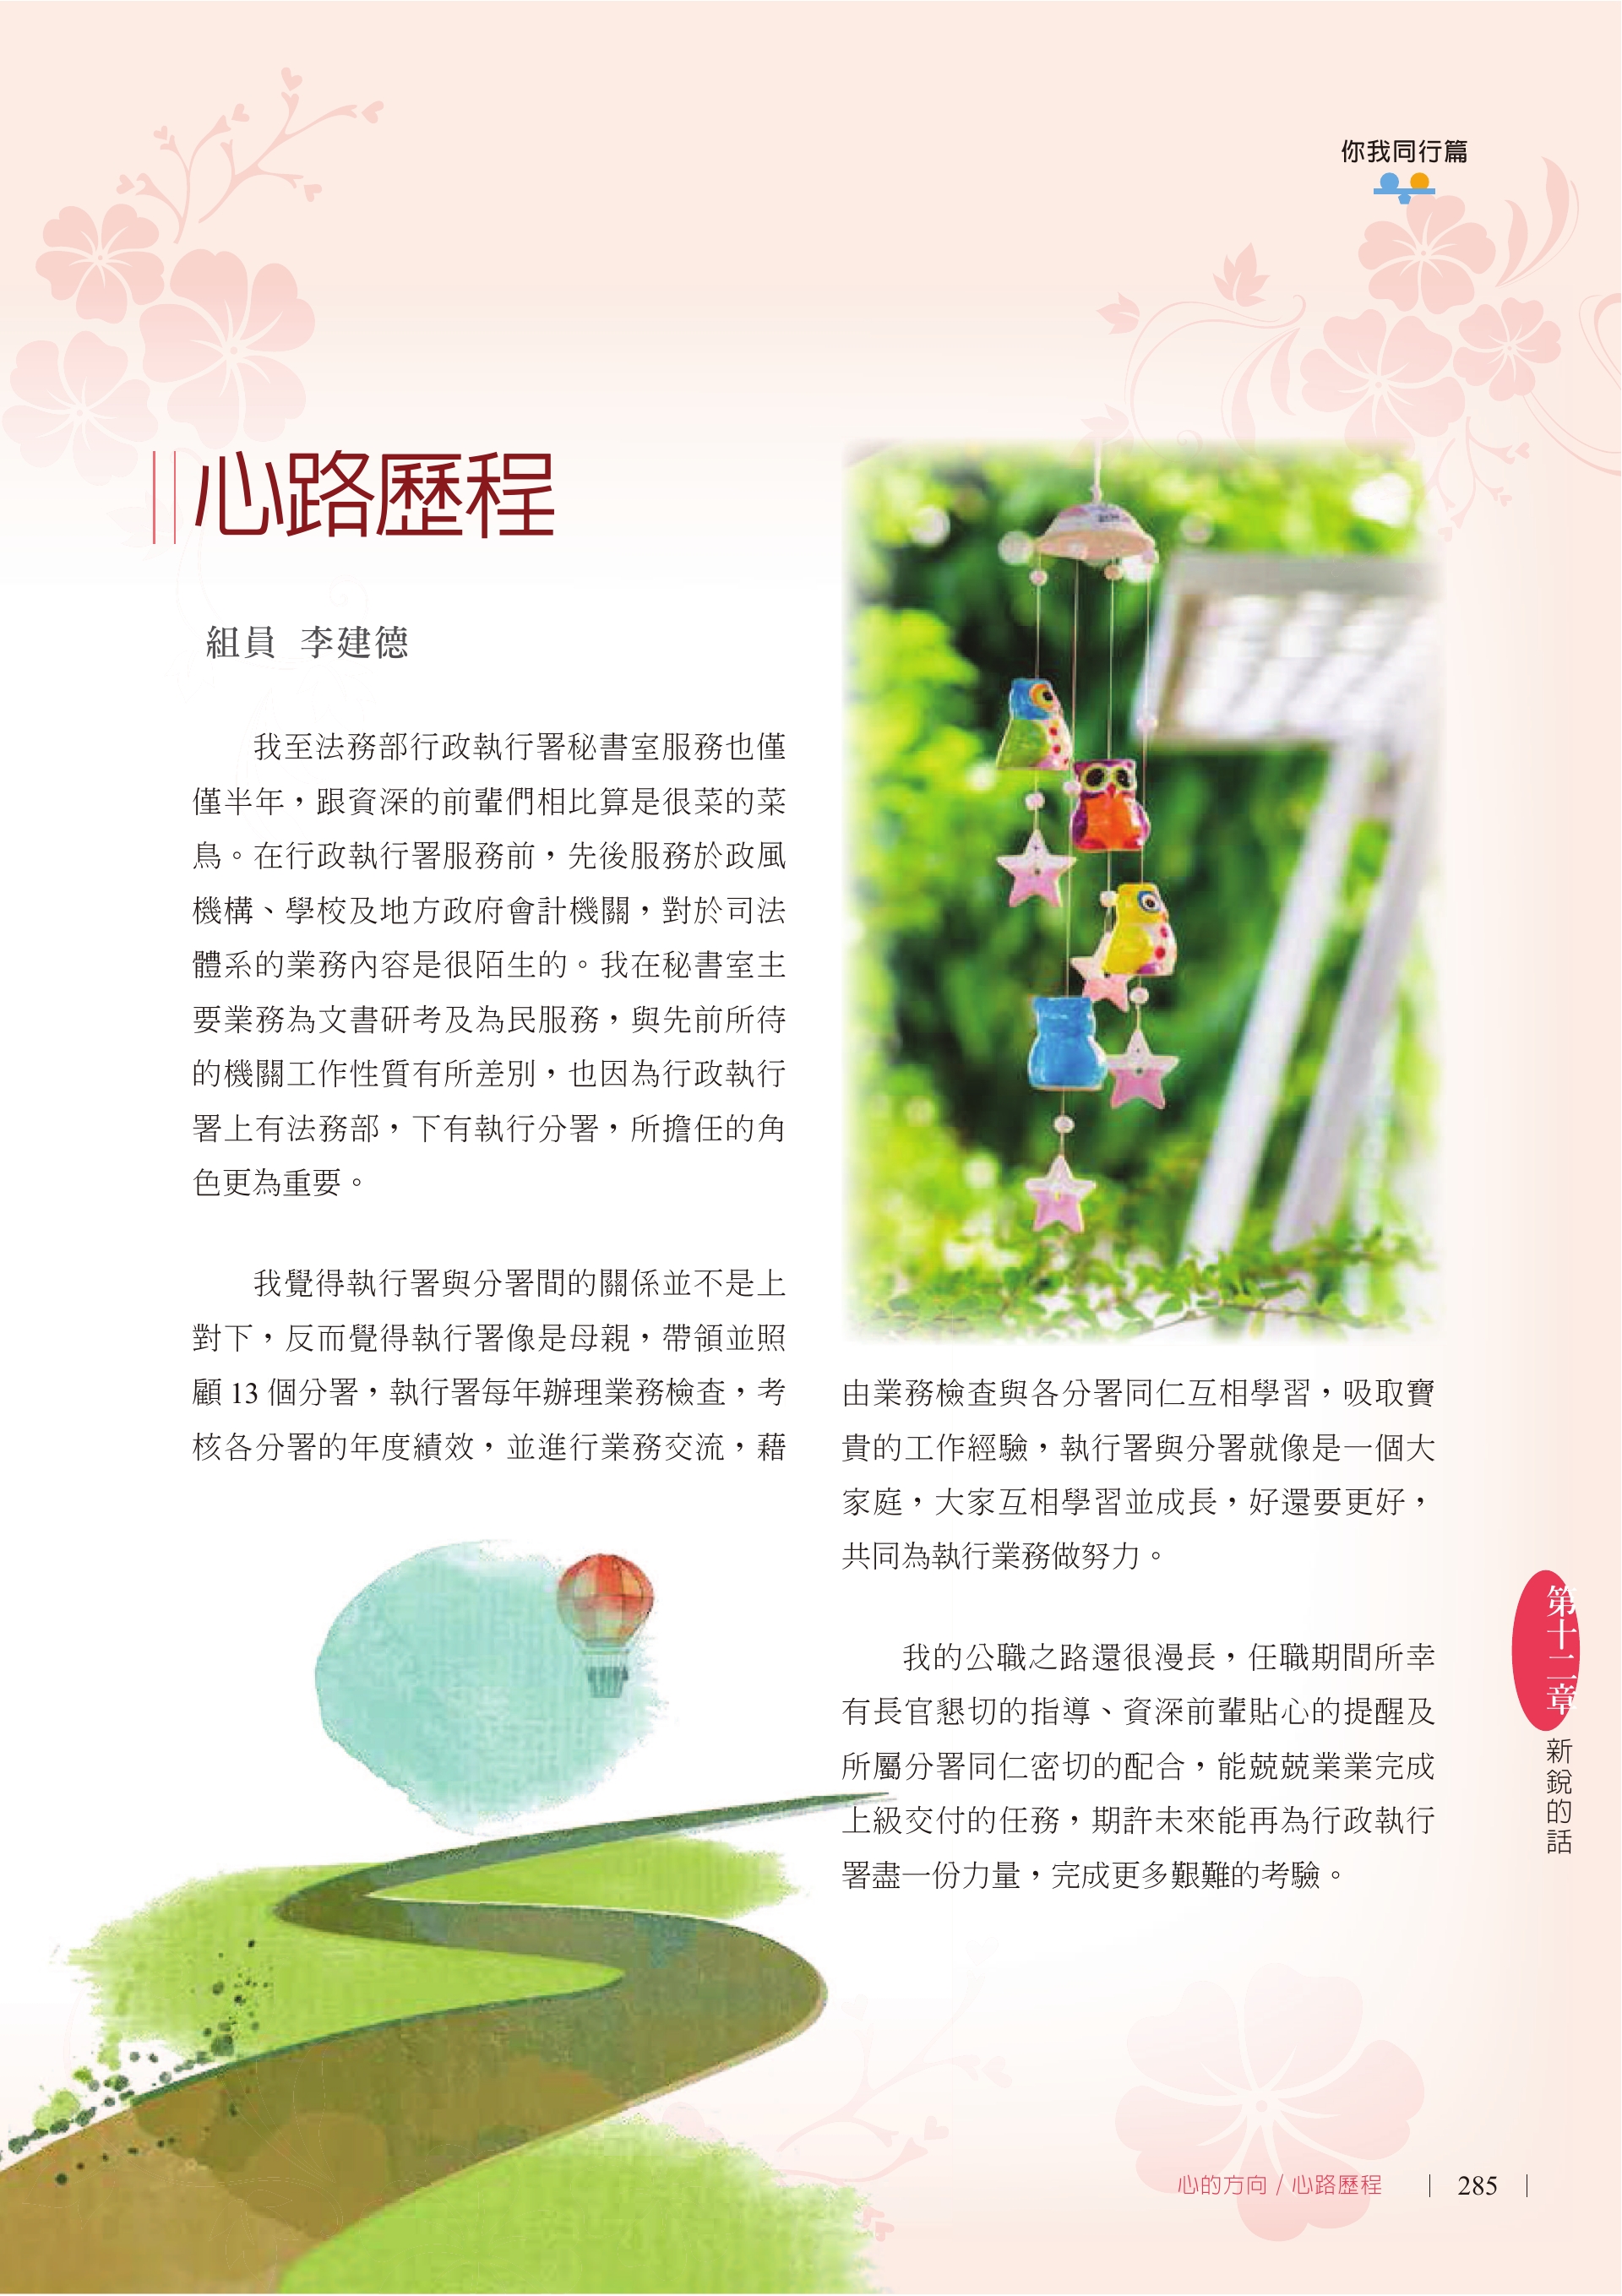 你我同行篇
心路歷程
組員 李建德
我至法務部行政執行署秘書室服務也僅
僅半年，跟資深的前輩們相比算是很菜的菜
鳥。在行政執行署服務前，先後服務於政風
機構、學校及地方政府會計機關，對於司法
體系的業務內容是很陌生的。我在秘書室主
要業務為文書研考及為民服務，與先前所待
的機關工作性質有所差別，也因為行政執行
署上有法務部，下有執行分署，所擔任的角
色更為重要。
我覺得執行署與分署間的關係並不是上
對下，反而覺得執行署像是母親，帶領並照
顧 13 個分署，執行署每年辦理業務檢查，考
核各分署的年度績效，並進行業務交流，藉
由業務檢查與各分署同仁互相學習，吸取寶
貴的工作經驗，執行署與分署就像是一個大
家庭，大家互相學習並成長，好還要更好，
共同為執行業務做努力。
我的公職之路還很漫長，任職期間所幸
有長官懇切的指導、資深前輩貼心的提醒及
所屬分署同仁密切的配合，能兢兢業業完成
上級交付的任務，期許未來能再為行政執行
署盡一份力量，完成更多艱難的考驗。
第十二章
新銳的話
心的方向 / 心路歷程
285